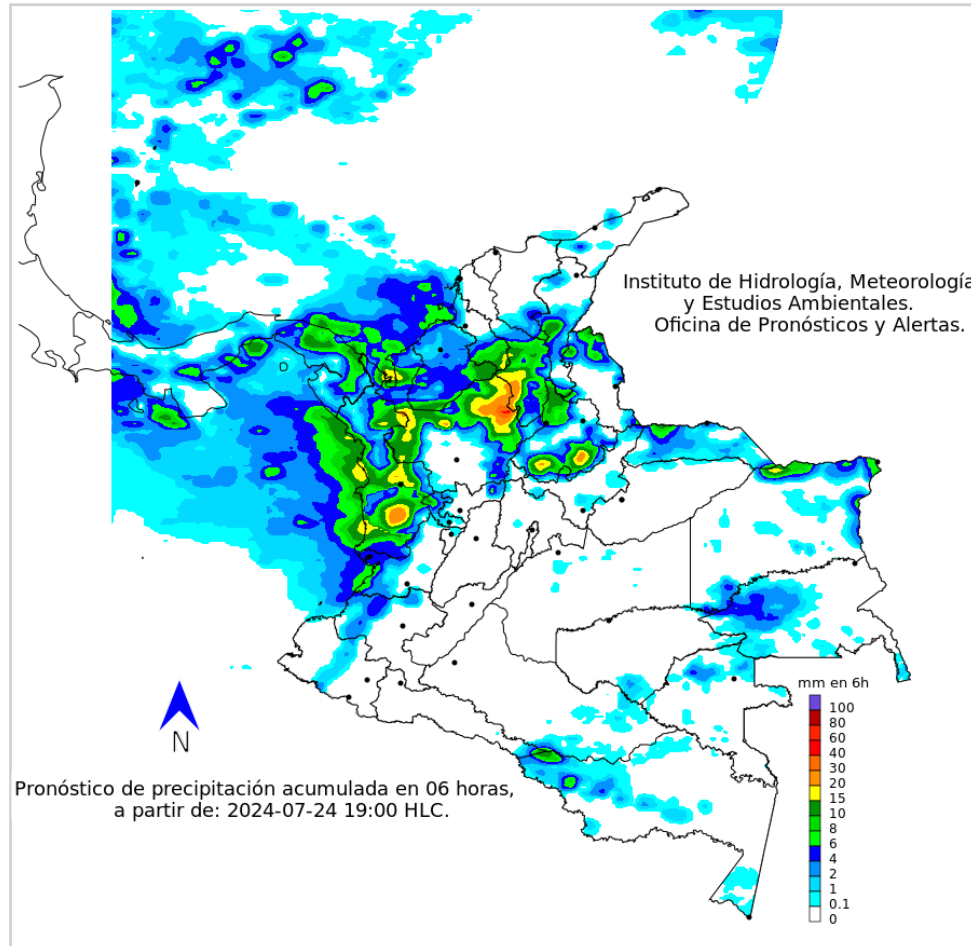 Instituto de Hidrología, Meteorología
y Estudios Ambientales.
Oficina de Pronósticos y Alertas.
mm en 6h
100
80
60
40
30
20
15
10
8
6
4
2
1
0.1
0
N
Pronóstico de precipitación acumulada en 06 horas,
a partir de: 2024-07-24 19:00 HLC.